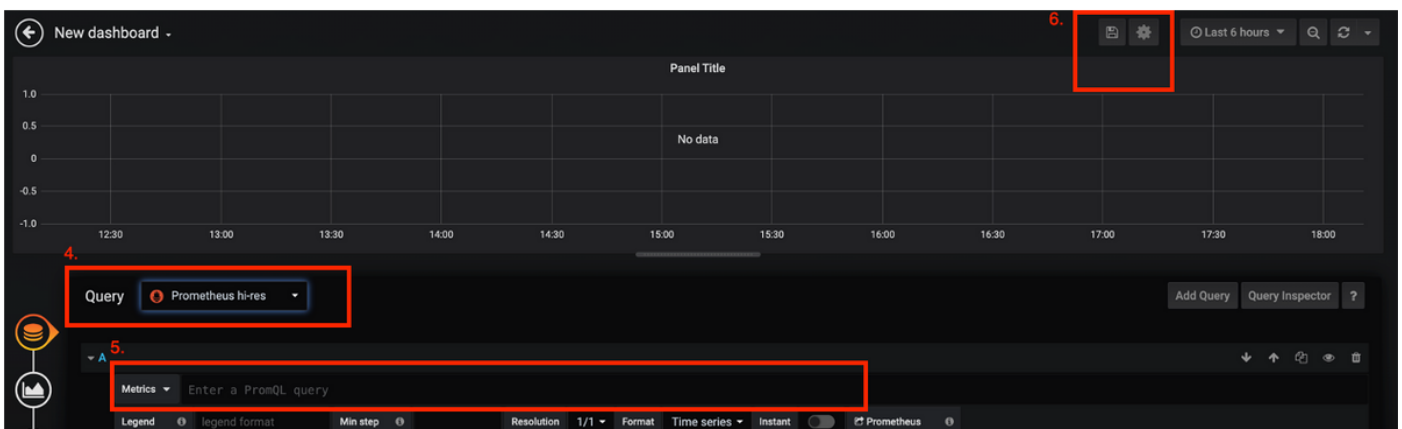 6.
New dashboard
Last 6 hours
Panel Title
1.0
0.5
No data
0
-0.5
-1.0
12:30 13:00 13:30 14:00 14:30 15:00 15:30 16:00 16:30 17:00 17:30 18:00
4.
Query Prometheus hi-res Add Query Query Inspector ?
5.
A
Metrics Enter a PromQL query
Legend legend format Min step Resolution 1/1 Format Time series Instant Prometheus